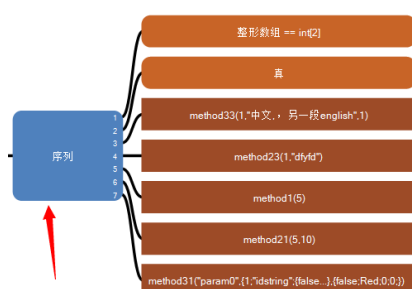 整形数组 == int[2]
真
method33(1,"中文,，另一段english",1)
序列
1
2
3
4
5
6
7
method23(1,"dfyfd")
method1(5)
method21(5,10)
method31("param0",{1;"idstring";{false...},{false;Red;0;0;})